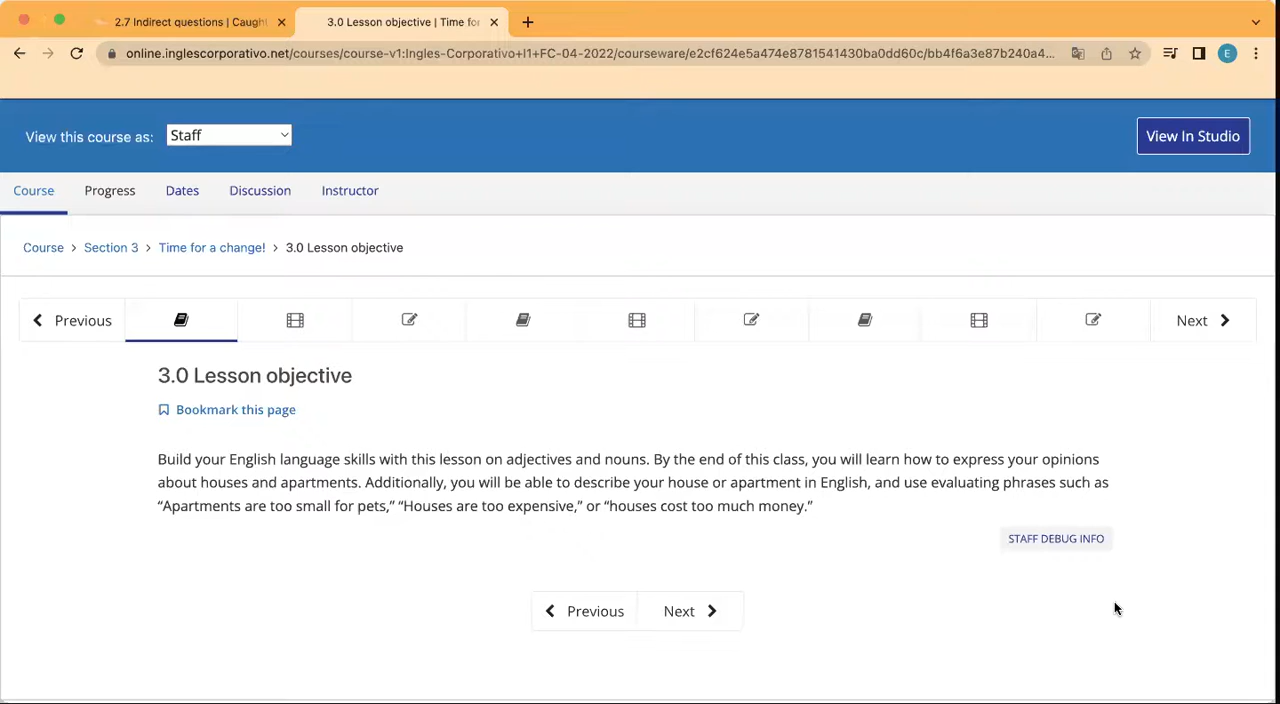 2.7 Indirect questions | Caugh
3.0 Lesson objective | Time for
online.inglescorporativo.net/courses/course-v1:Ingles-Corporativo+I1+FC-04-2022/courseware/e2cf624e5a474e8781541430ba0dd60c/bb4f6a3e87b240a4...
E
View this course as:
Staff
View In Studio
Course Progress Dates Discussion Instructor
Course > Section 3 > Time for a change! > 3.0 Lesson objective
Previous
Next
3.0 Lesson objective
Bookmark this page
Build your English language skills with this lesson on adjectives and nouns. By the end of this class, you will learn how to express your opinions
about houses and apartments. Additionally, you will be able to describe your house or apartment in English, and use evaluating phrases such as
“Apartments are too small for pets,” “Houses are too expensive,” or “houses cost too much money.”
STAFF DEBUG INFO
Previous Next